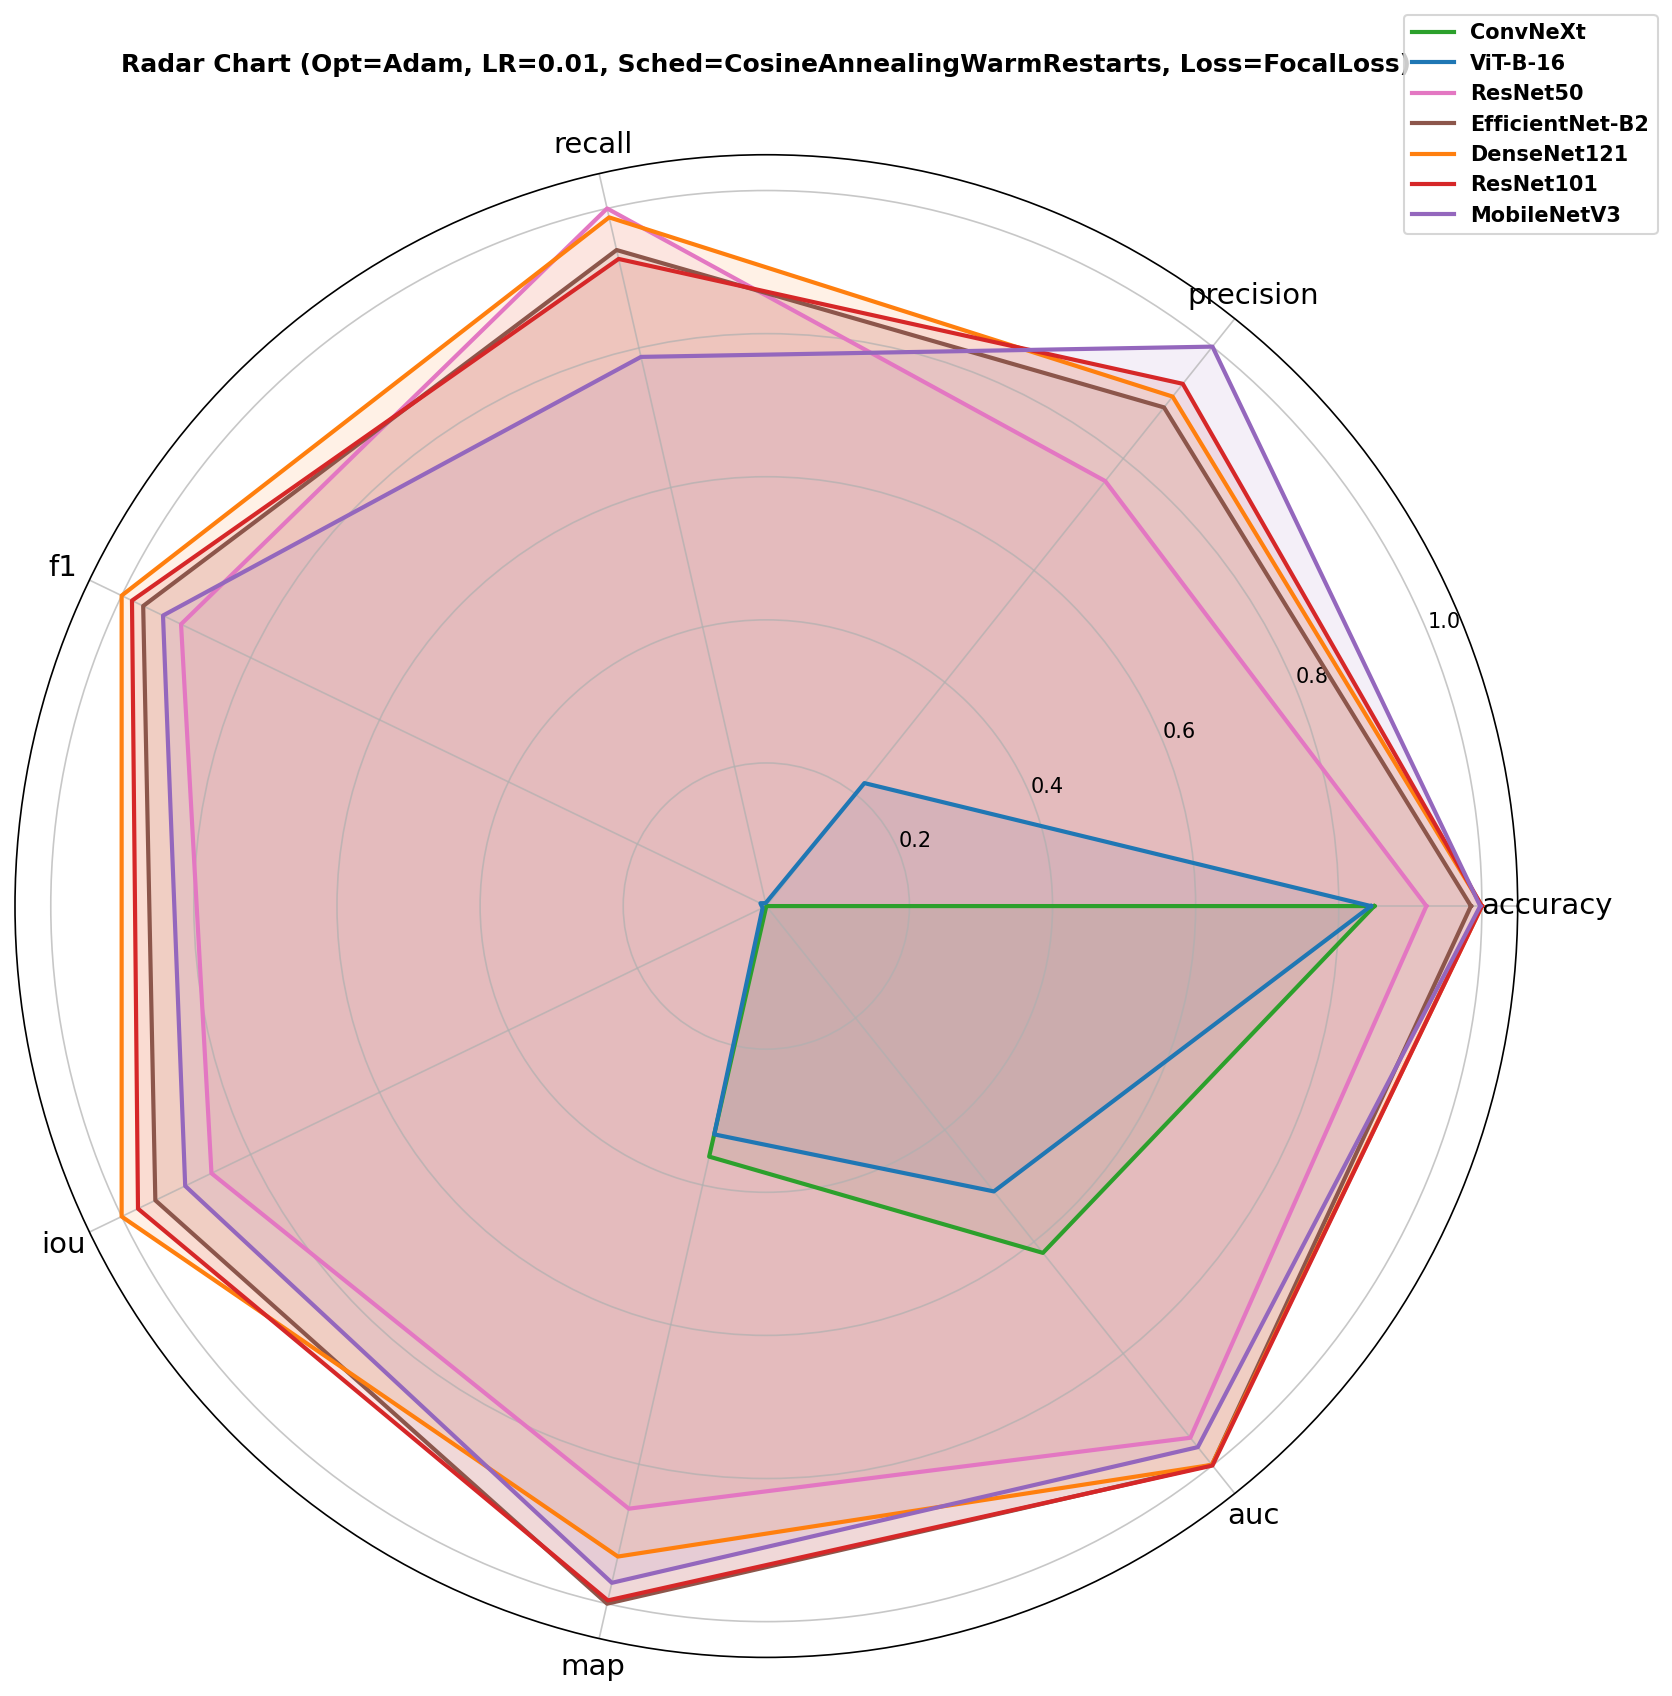 Radar Chart (Opt=Adam, LR=0.01, Sched=CosineAnnealingWarmRestarts, Loss=FocalLoss)
ConvNeXt
ViT-B-16
ResNet50
EfficientNet-B2
DenseNet121
ResNet101
MobileNetV3
recall
precision
f1
1.0
0.8
0.6
0.4
0.2
accuracy
iou
auc
map